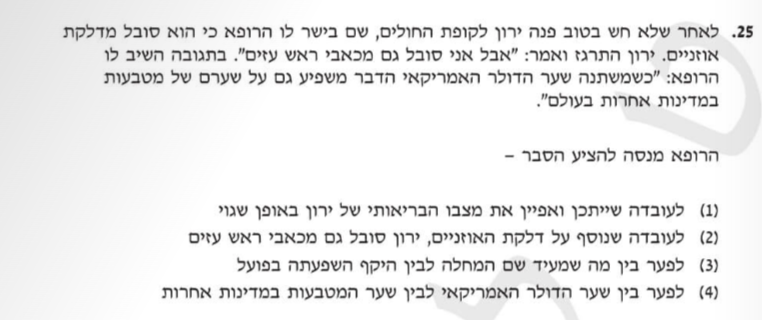 25. לאחר שלא חש בטוב פנה ירון לקופת החולים, שם בישר לו הרופא כי הוא סובל מדלקת
אוזניים. ירון התרגז ואמר: "אבל אני סובל גם מכאבי ראש עזים". בתגובה השיב לו
הרופא: "כשמשתנה שער הדולר האמריקאי הדבר משפיע גם על שערם של מטבעות
במדינות אחרות בעולם".
הרופא מנסה להציע הסבר –
(1) לעובדה שייתכן ואפיין את מצבו הבריאותי של ירון באופן שגוי
(2) לעובדה שנוסף על דלקת האוזניים, ירון סובל גם מכאבי ראש עזים
(3) לפער בין מה שמעיד שם המחלה לבין היקף השפעתה בפועל
(4) לפער בין שער הדולר האמריקאי לבין שער המטבעות במדינות אחרות